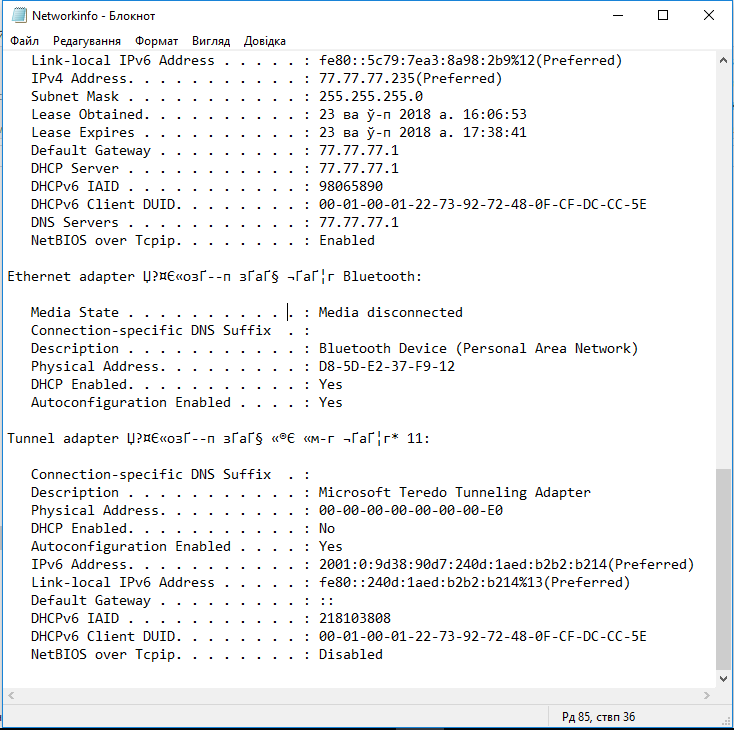 Networkinfo - Блокнот
Файл Редагування Формат Вигляд Довідка
Link-local IPv6 Address . . . . . : fe80::5c79:7ea3:8a98:2b9%12(Preferred)
IPv4 Address. . . . . . . . . . . : 77.77.77.235(Preferred)
Subnet Mask . . . . . . . . . . . : 255.255.255.0
Lease Obtained. . . . . . . . . . : 23 ва ў-п 2018 а. 16:06:53
Lease Expires . . . . . . . . . . : 23 ва ў-п 2018 а. 17:38:41
Default Gateway . . . . . . . . . : 77.77.77.1
DHCP Server . . . . . . . . . . . : 77.77.77.1
DHCPv6 IAID . . . . . . . . . . . : 98065890
DHCPv6 Client DUID. . . . . . . . : 00-01-00-01-22-73-92-72-48-0F-CF-DC-CC-5E
DNS Servers . . . . . . . . . . . : 77.77.77.1
NetBIOS over Tcpip. . . . . . . . : Enabled
Ethernet adapter Џ?¤Є«озҐ--п зҐаҐ§ ¬ҐаҐ¦г Bluetooth:
Media State . . . . . . . . . . . : Media disconnected
Connection-specific DNS Suffix . :
Description . . . . . . . . . . . : Bluetooth Device (Personal Area Network)
Physical Address. . . . . . . . . : D8-5D-E2-37-F9-12
DHCP Enabled. . . . . . . . . . . : Yes
Autoconfiguration Enabled . . . . : Yes
Tunnel adapter Џ?¤Є«озҐ--п зҐаҐ§ «®Є «м-г ¬ҐаҐ¦г* 11:
Connection-specific DNS Suffix . :
Description . . . . . . . . . . . : Microsoft Teredo Tunneling Adapter
Physical Address. . . . . . . . . : 00-00-00-00-00-00-00-E0
DHCP Enabled. . . . . . . . . . . : No
Autoconfiguration Enabled . . . . : Yes
IPv6 Address. . . . . . . . . . . : 2001:0:9d38:90d7:240d:1aed:b2b2:b214(Preferred)
Link-local IPv6 Address . . . . . : fe80::240d:1aed:b2b2:b214%13(Preferred)
Default Gateway . . . . . . . . . : ::
DHCPv6 IAID . . . . . . . . . . . : 218103808
DHCPv6 Client DUID. . . . . . . . : 00-01-00-01-22-73-92-72-48-0F-CF-DC-CC-5E
NetBIOS over Tcpip. . . . . . . . : Disabled
Рд 85, ствп 36